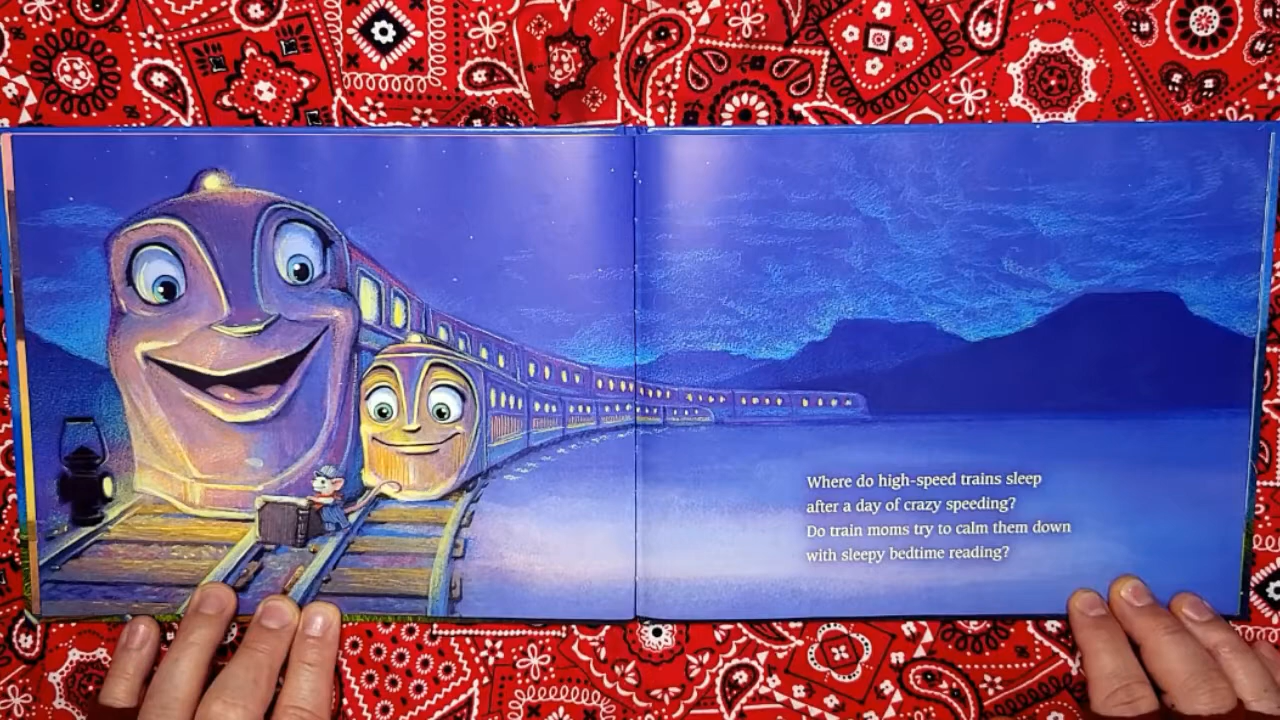 Where do high-speed trains sleep
after a day of crazy speeding?
Do train moms try to calm them down
with sleepy bedtime reading?